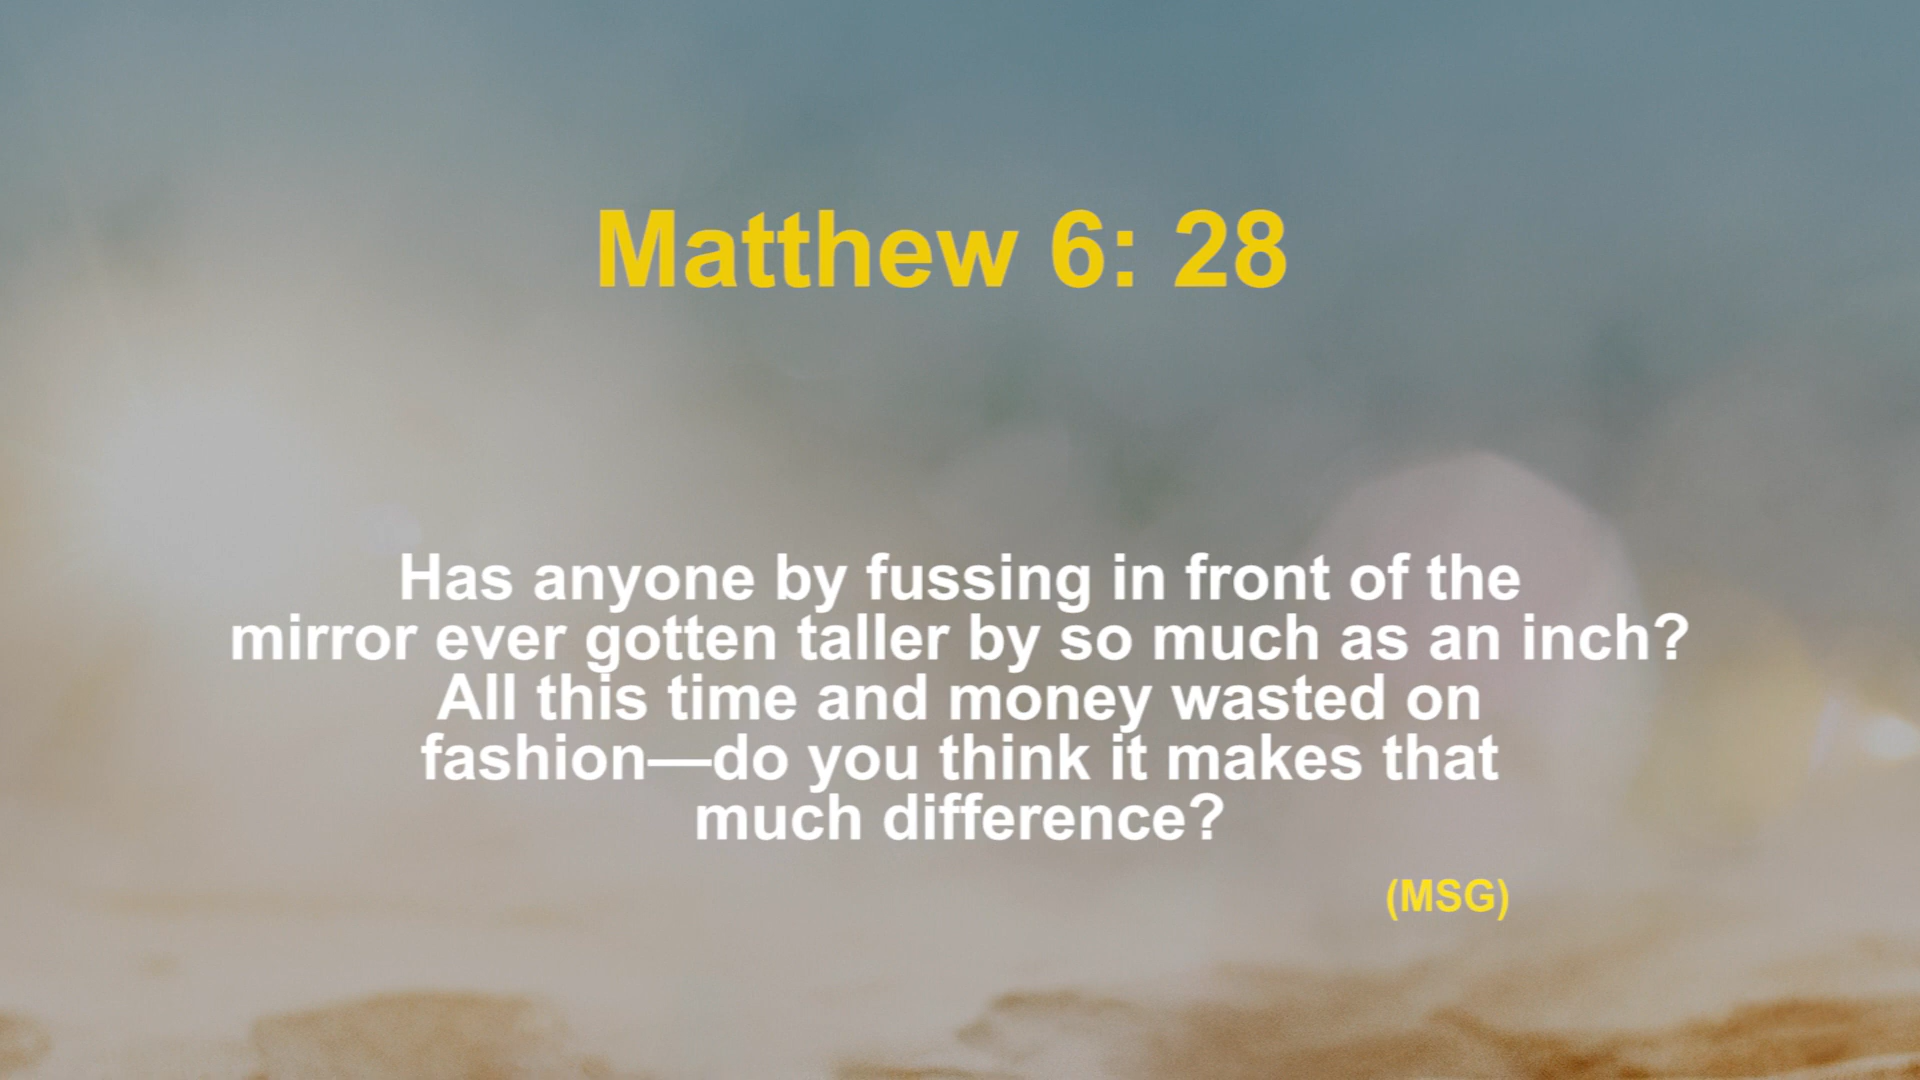 Matthew 6: 28
Has anyone by fussing in front of the
mirror ever gotten taller by so much as an inch?
All this time and money wasted on
fashion—do you think it makes that
much difference?
(MSG)